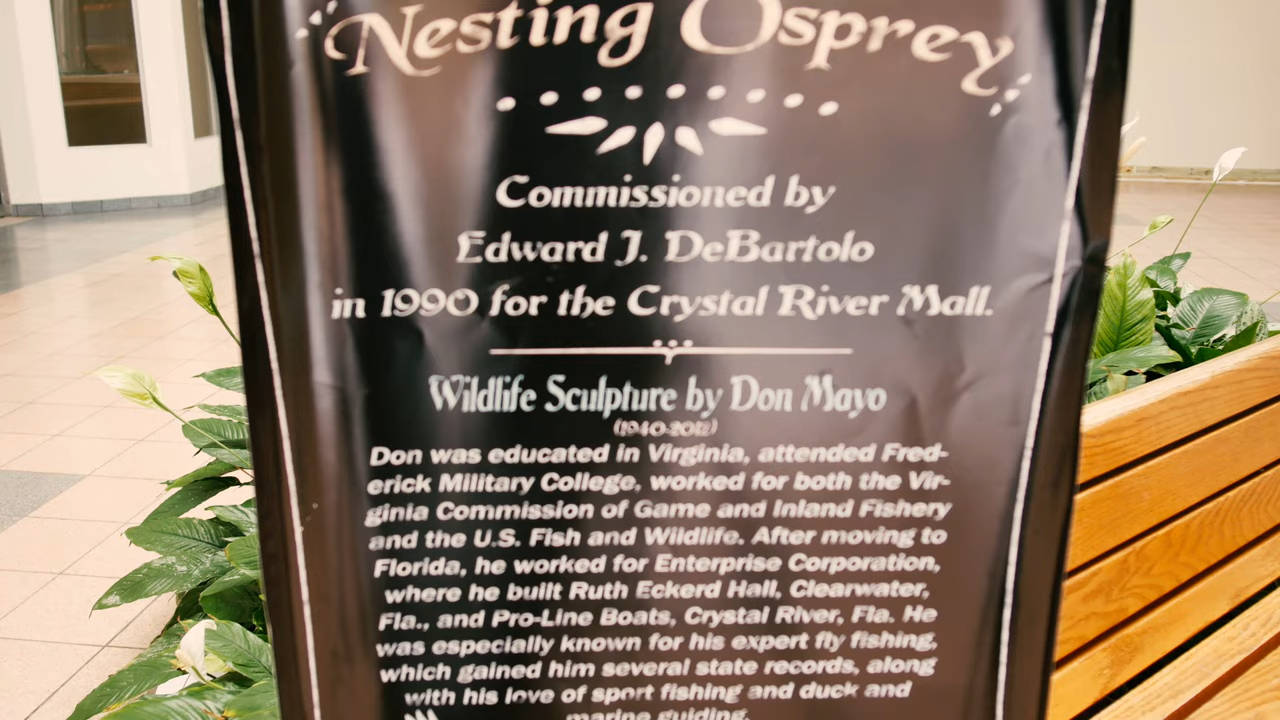 Nesting Osprey
Commissioned by
Edward J. DeBartolo
in 1990 for the Crystal River Mall.
Wildlife Sculpture by Don Mayo
(1940-2012)
Don was educated in Virginia, attended Fred-
erick Military College, worked for both the Vir-
ginia Commission of Game and Inland Fishery
and the U.S. Fish and Wildlife. After moving to
Florida, he worked for Enterprise Corporation,
where he built Ruth Eckerd Hall, Clearwater,
Fla., and Pro-Line Boats, Crystal River, Fla. He
was especially known for his expert fly fishing,
which gained him several state records, along
with his love of sport fishing and duck and
marine guiding.